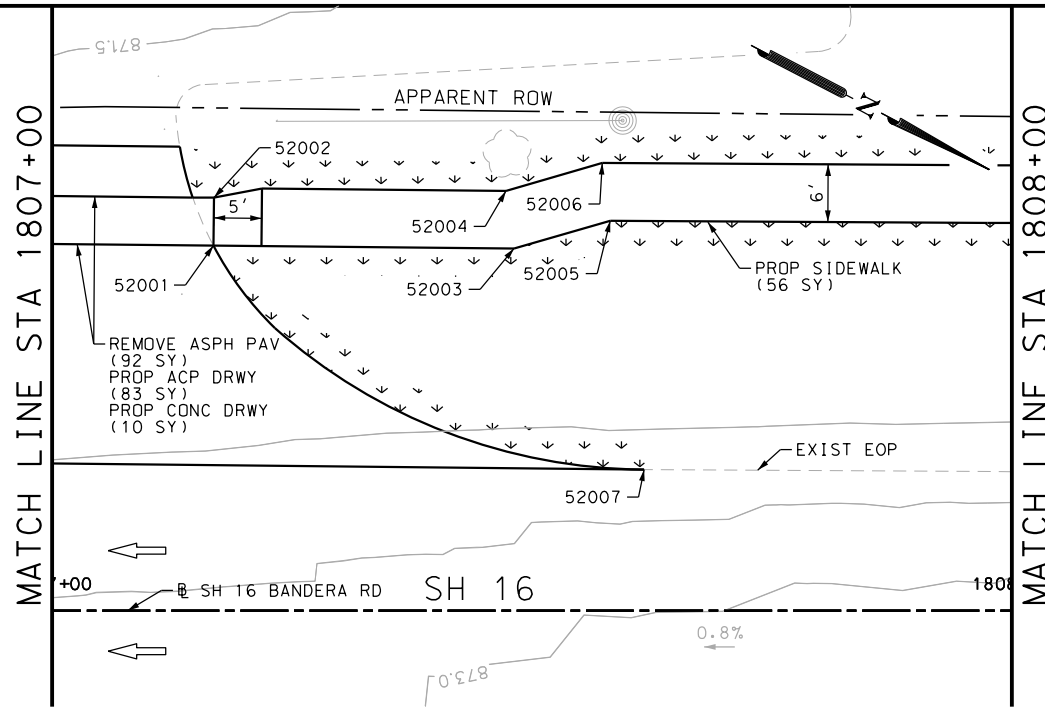 871.5
APPARENT ROW
N
52002
5'
52006
6'
52004
52005
52003
52001
PROP SIDEWALK
(56 SY)
REMOVE ASPH PAV
(92 SY)
PROP ACP DRWY
(83 SY)
PROP CONC DRWY
(10 SY)
EXIST EOP
52007
+00
SH 16 BANDERA RD
SH 16
1808
0.8%
873.0
MATCH LINE STA 1807+00
MATCH LINE STA 1808+00